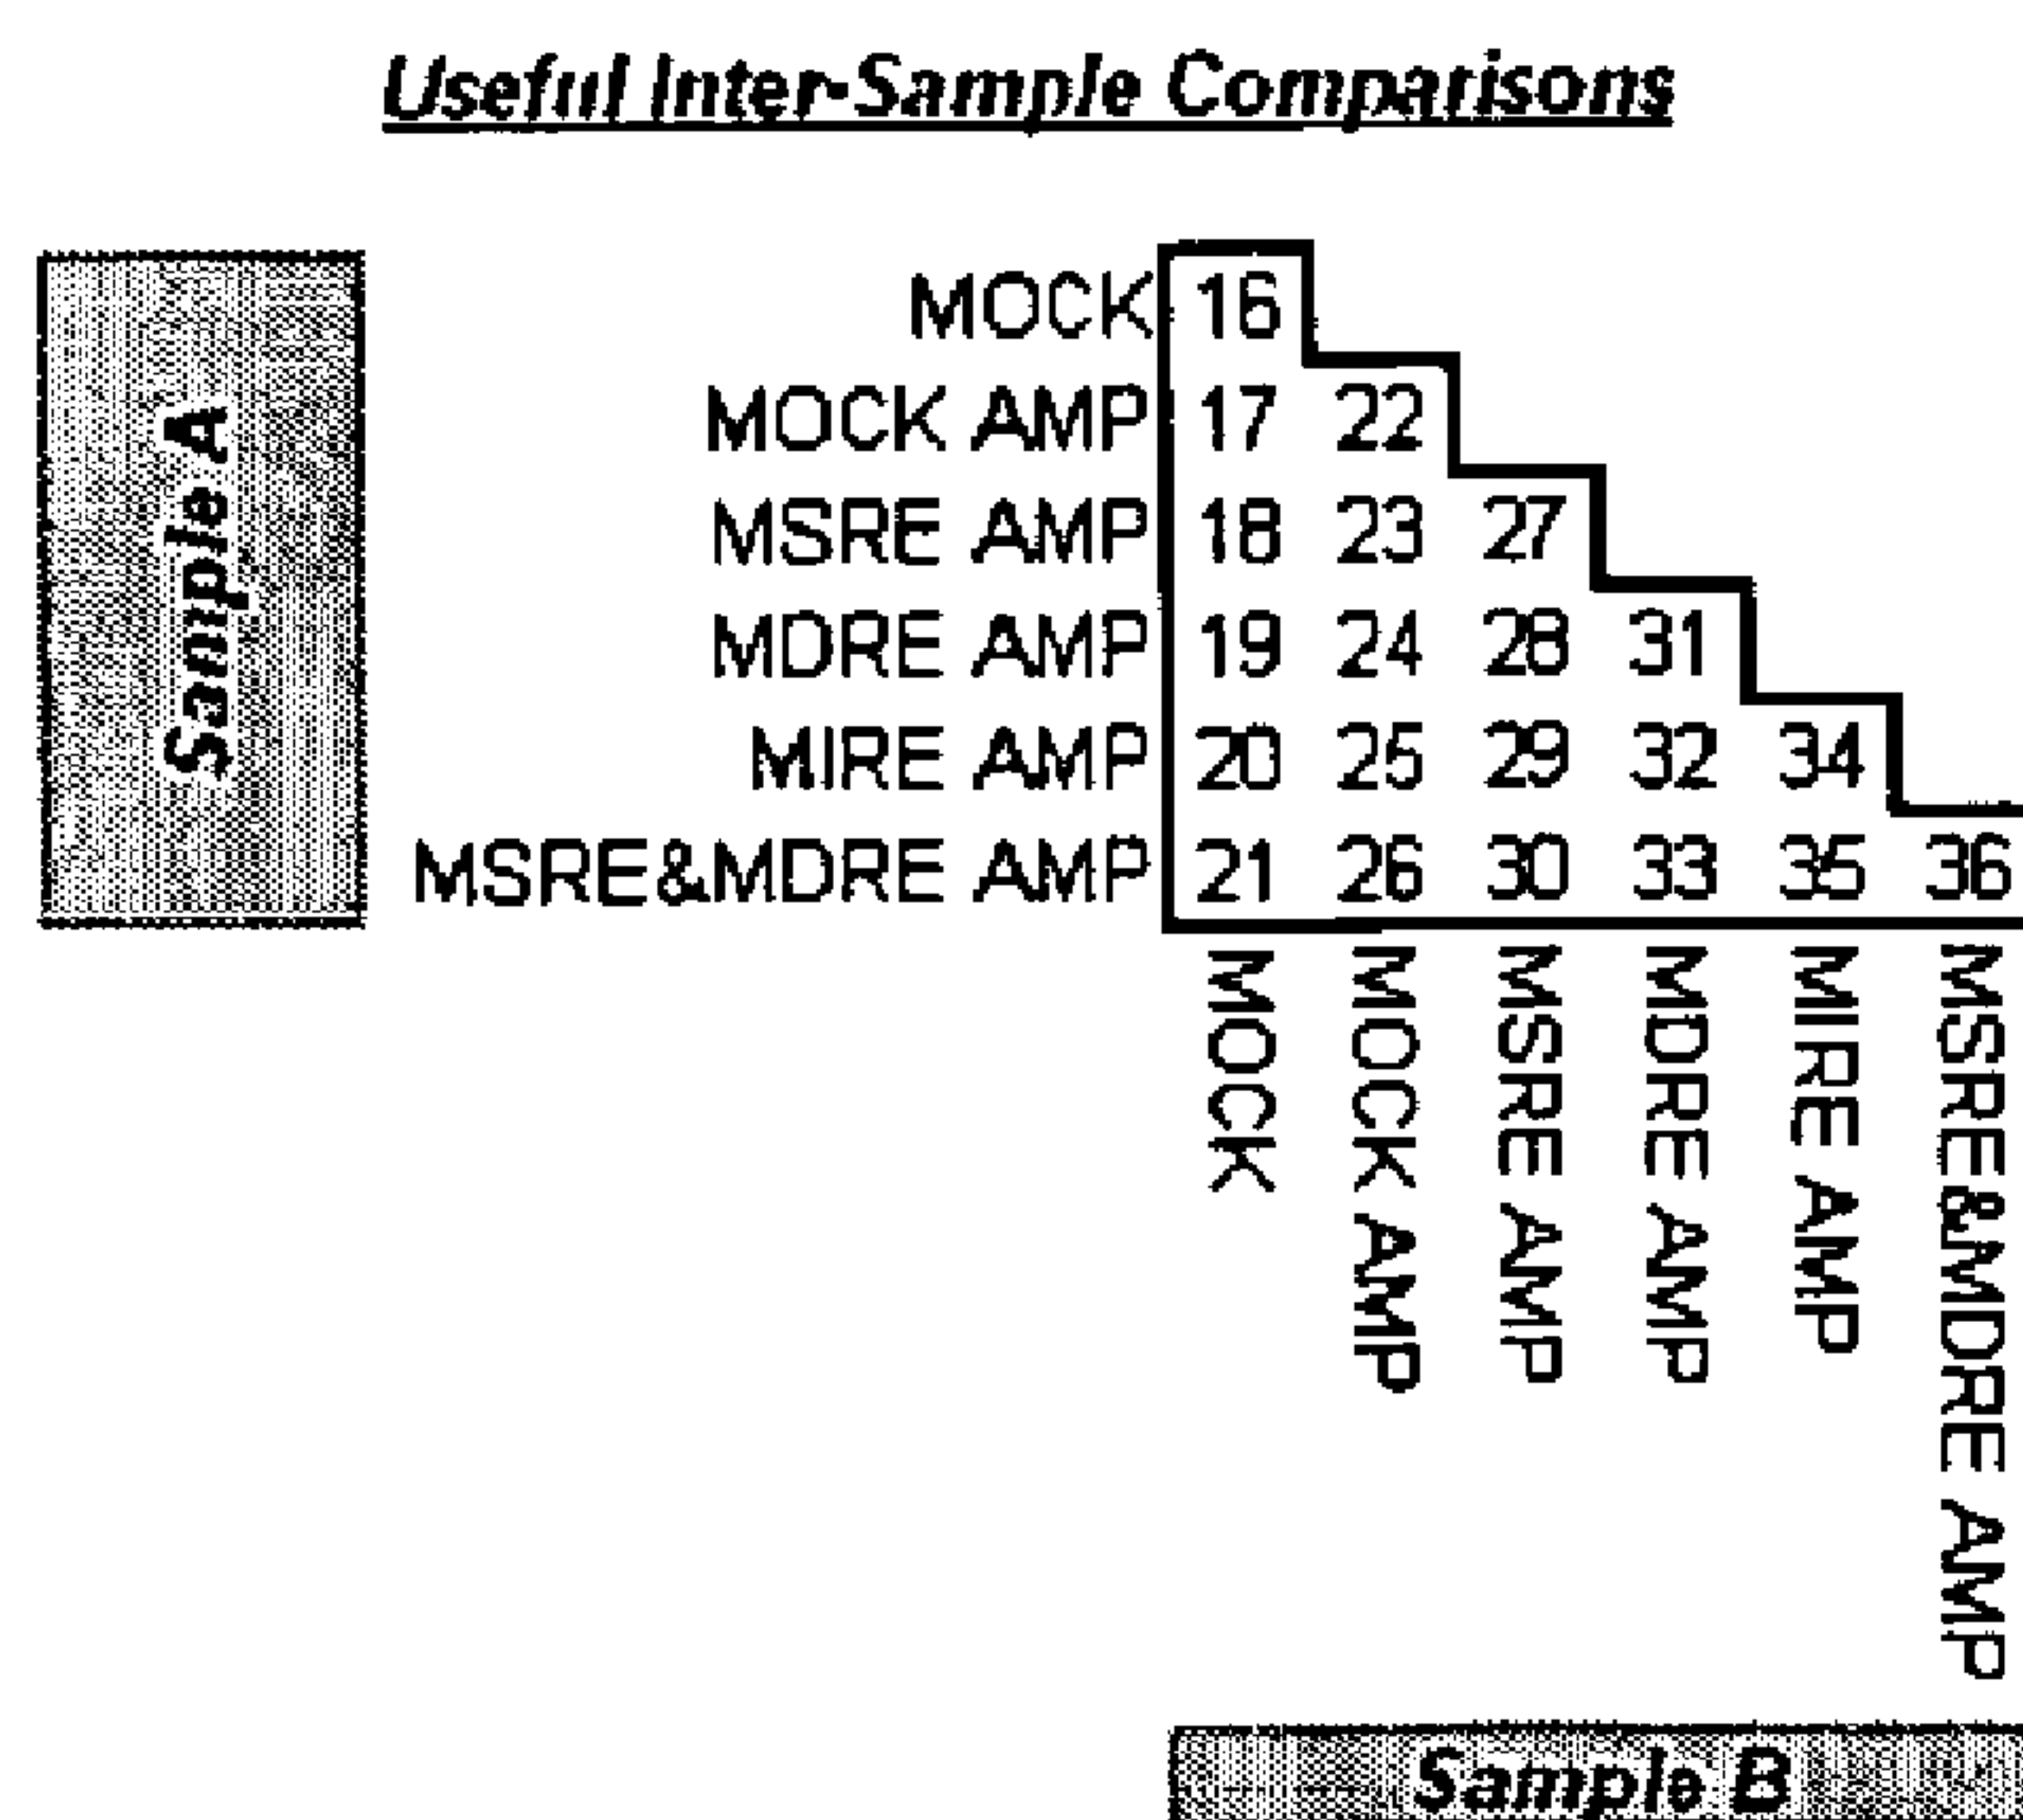 Useful Inter-Sample Comparisons
Sample A
MOCK 16
MOCK AMP 17 22
MSRE AMP 18 23 27
MDRE AMP 19 24 28 31
MIRE AMP 20 25 29 32 34
MSRE&MDRE AMP 21 26 30 33 35 36
MOCK
MOCK AMP
MSRE AMP
MDRE AMP
MIRE AMP
MSRE&MDRE AMP
Sample B